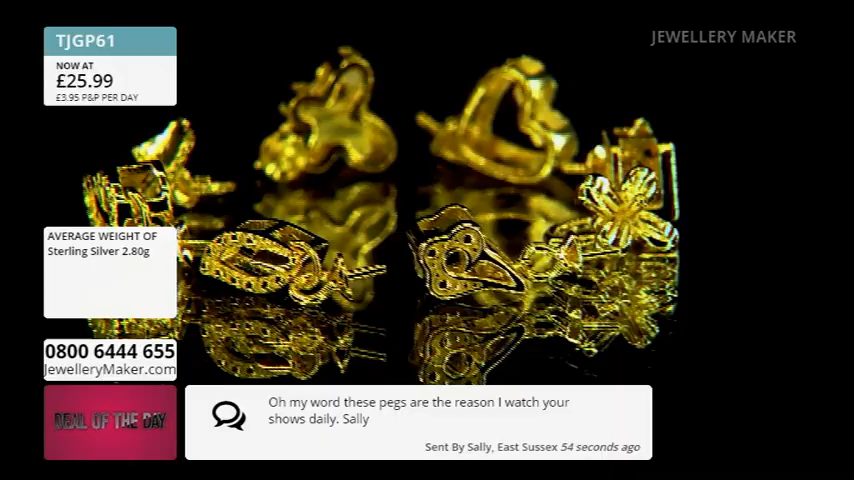 TJGP61
NOW AT
£25.99
£3.95 P&P PER DAY
JEWELLERY MAKER
AVERAGE WEIGHT OF
Sterling Silver 2.80g
0800 6444 655
JewelleryMaker.com
DEAL OF THE DAY
Oh my word these pegs are the reason I watch your
shows daily. Sally
Sent By Sally, East Sussex 54 seconds ago